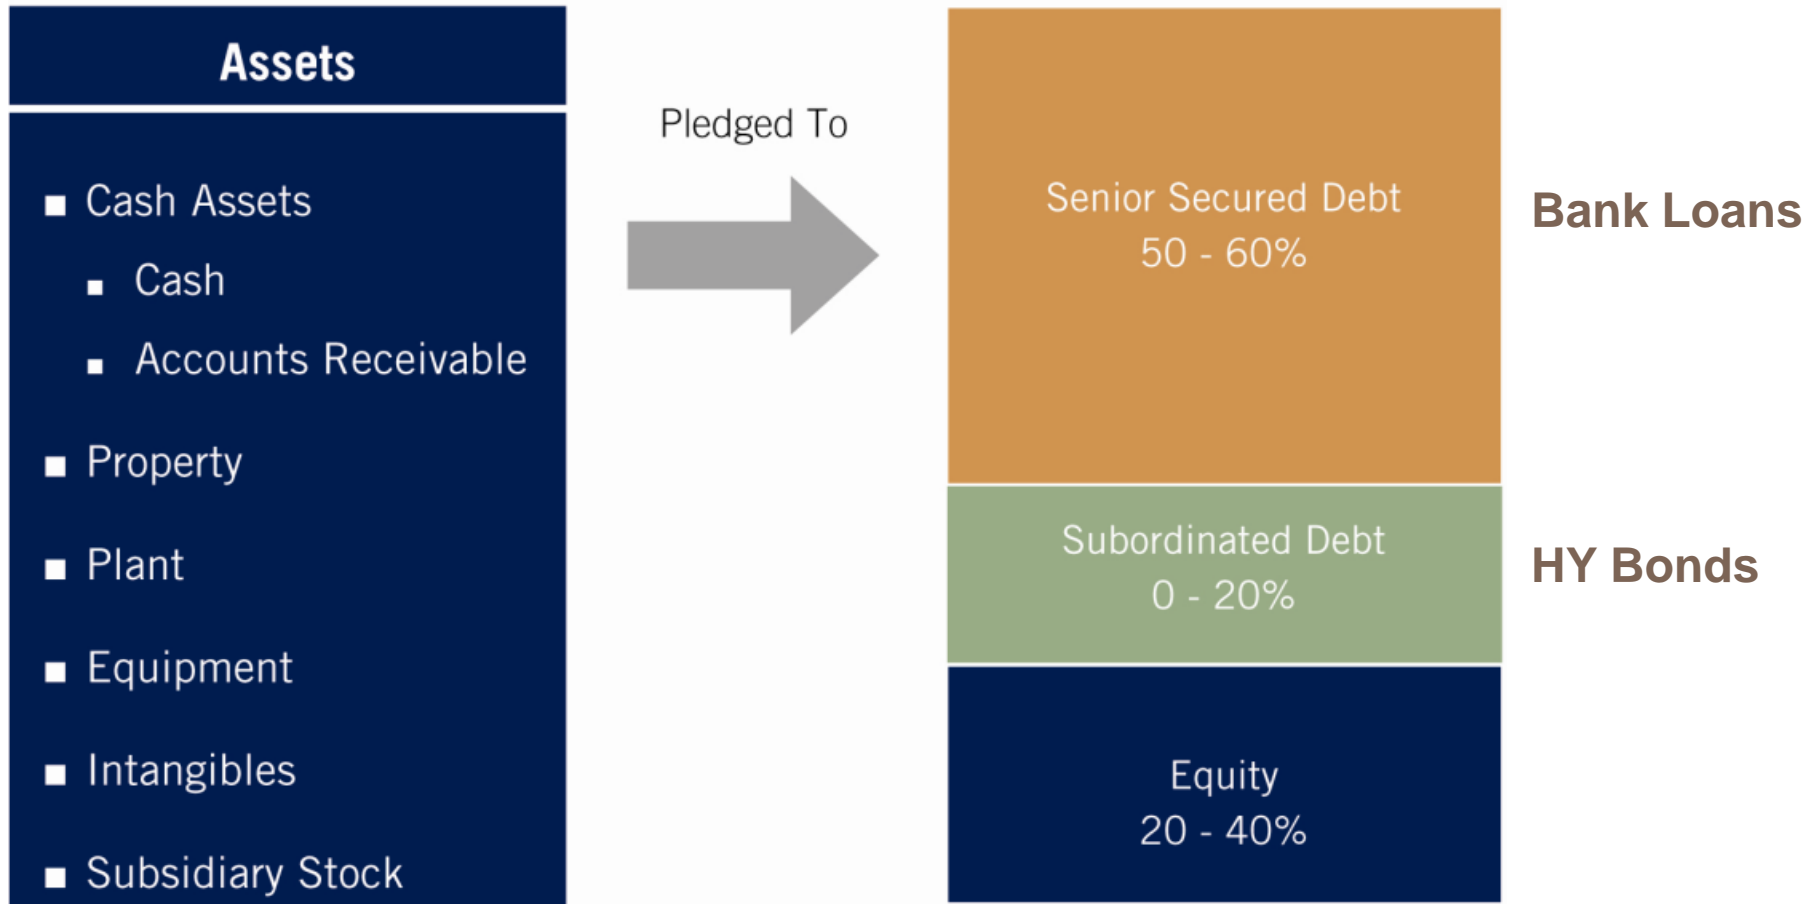 Assets
■ Cash Assets
■ Cash
■ Accounts Receivable
■ Property
■ Plant
■ Equipment
■ Intangibles
■ Subsidiary Stock
Pledged To
Senior Secured Debt
50 - 60%
Bank Loans
Subordinated Debt
0 - 20%
HY Bonds
Equity
20 - 40%